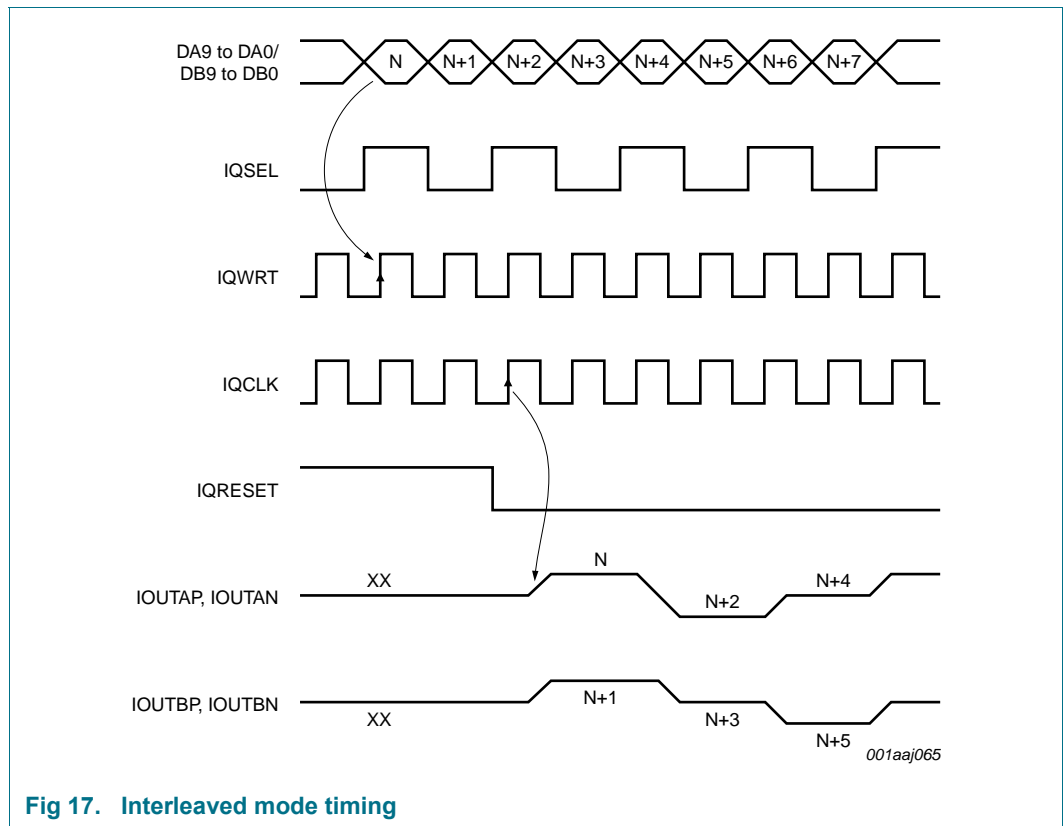 DA9 to DA0/
DB9 to DB0
N N+1 N+2 N+3 N+4 N+5 N+6 N+7
IQSEL
IQWRT
IQCLK
IQRESET
IOUTAP, IOUTAN
XX N N+2 N+4
IOUTBP, IOUTBN
XX N+1 N+3 N+5
001aaj065
Fig 17. Interleaved mode timing